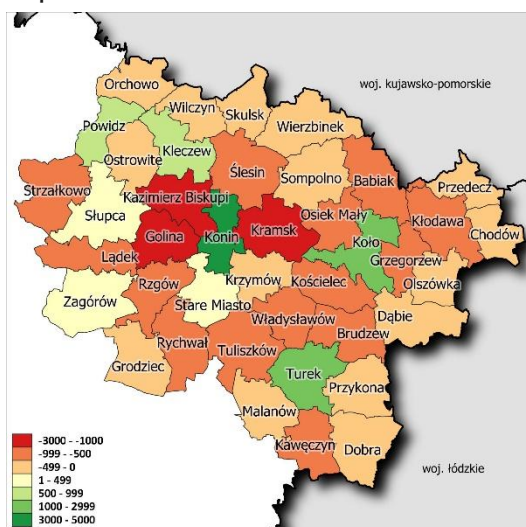 Orchowo
Wilczyn
Skulsk
woj. kujawsko-pomorskie
Wierzbinek
Powidz
Kleczew
Ostrowite
Ślesin
Sompolno
Babiak
Przedecz
Strzałkowo
Kazimierz Biskupi
Słupca
Osiek Mały
Kłodawa
Golina
Konin
Kramsk
Koło
Chodów
Lądek
Grzegorzew
Rzgów
Krzymów
Kościelec
Olszówka
Zagórów
Stare Miasto
Władysławów
Dąbie
Rychwał
Tuliszków
Brudzew
Grodziec
Turek
Przykona
Malanów
Kawęczyn
Dobra
woj. łódzkie
-3000 - -1000
-999 - -500
-499 - 0
1 - 499
500 - 999
1000 - 2999
3000 - 5000